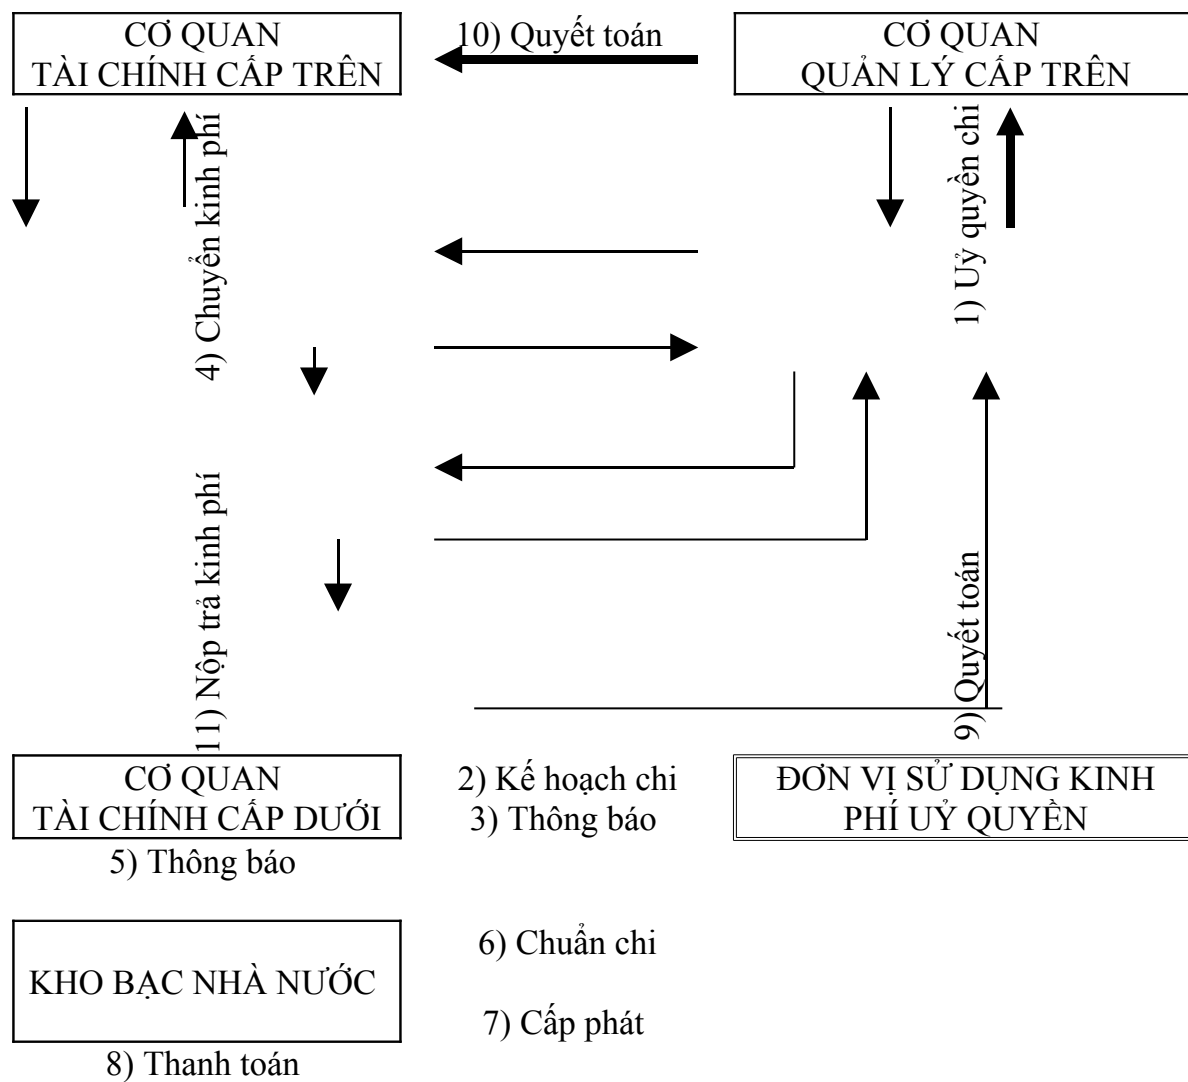 CƠ QUAN
TÀI CHÍNH CẤP TRÊN
10) Quyết toán
CƠ QUAN
QUẢN LÝ CẤP TRÊN
4) Chuyển kinh phí
1) Uỷ quyền chi
11) Nộp trả kinh phí
9) Quyết toán
CƠ QUAN
TÀI CHÍNH CẤP DƯỚI
2) Kế hoạch chi
3) Thông báo
ĐƠN VỊ SỬ DỤNG KINH
PHÍ UỶ QUYỀN
5) Thông báo
KHO BẠC NHÀ NƯỚC
6) Chuẩn chi
7) Cấp phát
8) Thanh toán